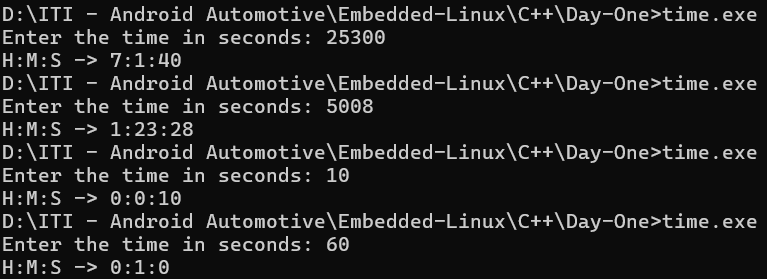 D:\ITI - Android Automotive\Embedded-Linux\C++\Day-One>time.exe
Enter the time in seconds: 25300
H:M:S -> 7:1:40
D:\ITI - Android Automotive\Embedded-Linux\C++\Day-One>time.exe
Enter the time in seconds: 5008
H:M:S -> 1:23:28
D:\ITI - Android Automotive\Embedded-Linux\C++\Day-One>time.exe
Enter the time in seconds: 10
H:M:S -> 0:0:10
D:\ITI - Android Automotive\Embedded-Linux\C++\Day-One>time.exe
Enter the time in seconds: 60
H:M:S -> 0:1:0